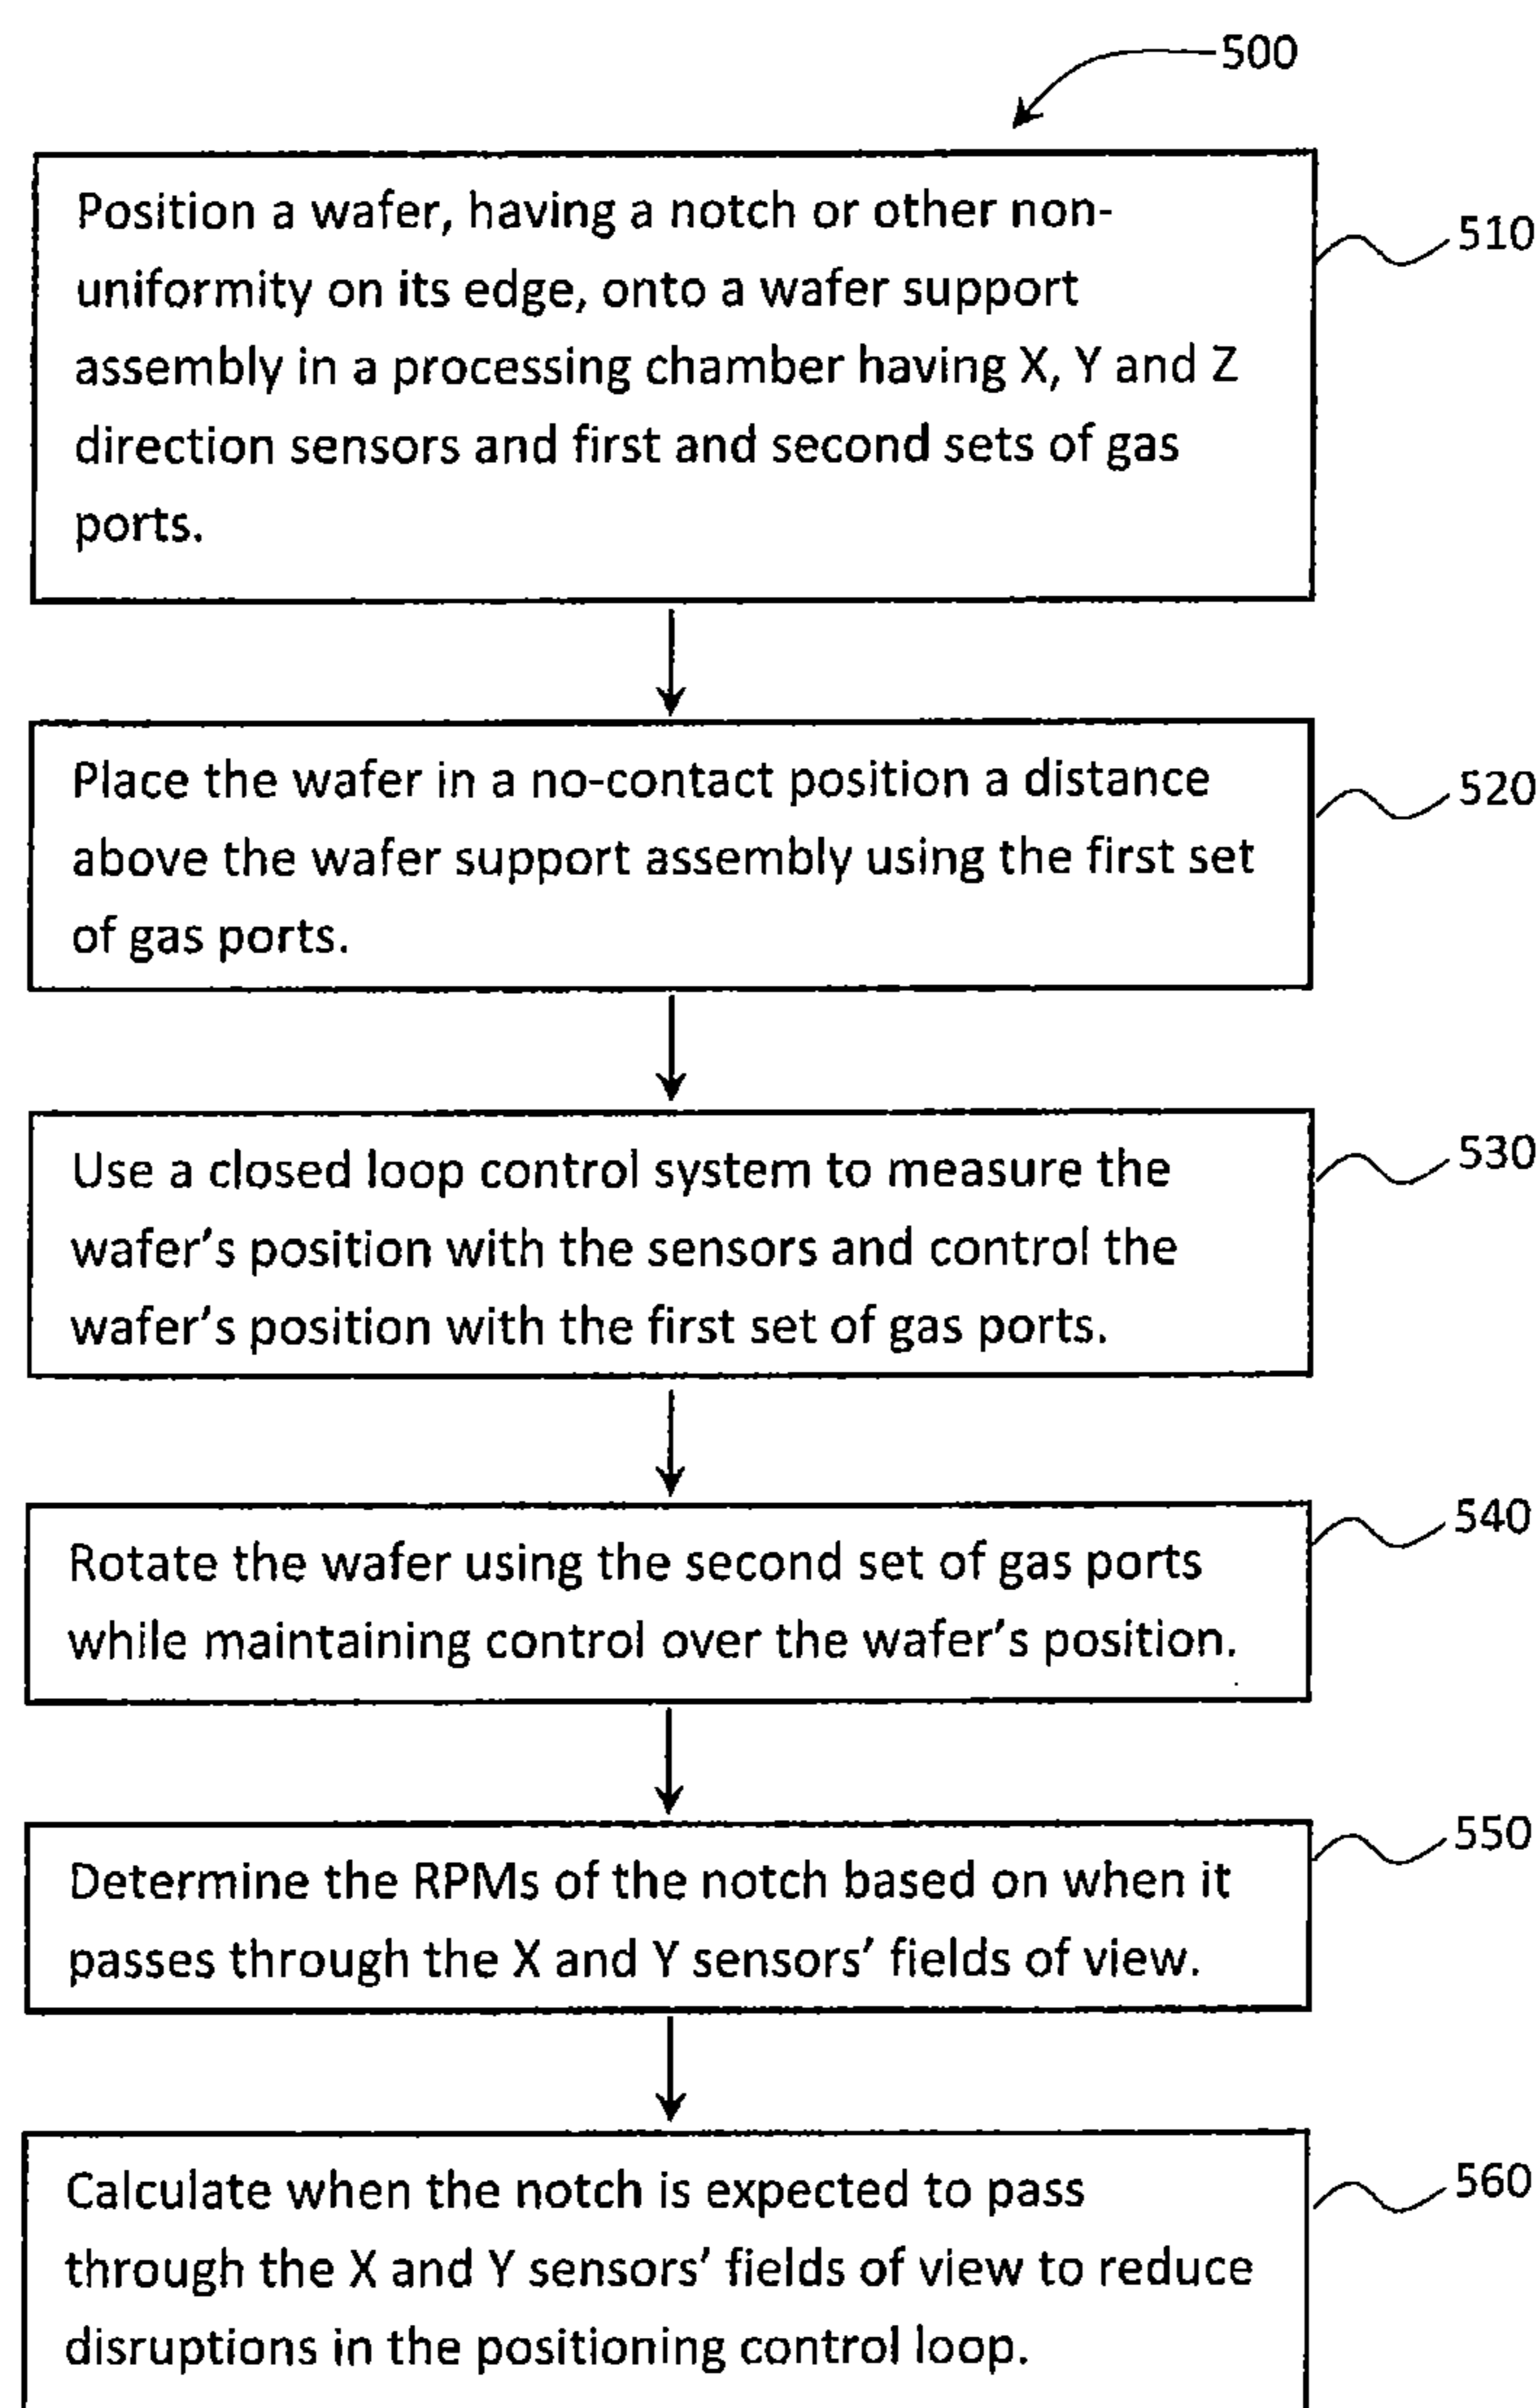 500
Position a wafer, having a notch or other non-
uniformity on its edge, onto a wafer support
assembly in a processing chamber having X, Y and Z
direction sensors and first and second sets of gas
ports.
510
Place the wafer in a no-contact position a distance
above the wafer support assembly using the first set
of gas ports.
520
Use a closed loop control system to measure the
wafer's position with the sensors and control the
wafer's position with the first set of gas ports.
530
Rotate the wafer using the second set of gas ports
while maintaining control over the wafer's position.
540
Determine the RPMs of the notch based on when it
passes through the X and Y sensors' fields of view.
550
Calculate when the notch is expected to pass
through the X and Y sensors' fields of view to reduce
disruptions in the positioning control loop.
560